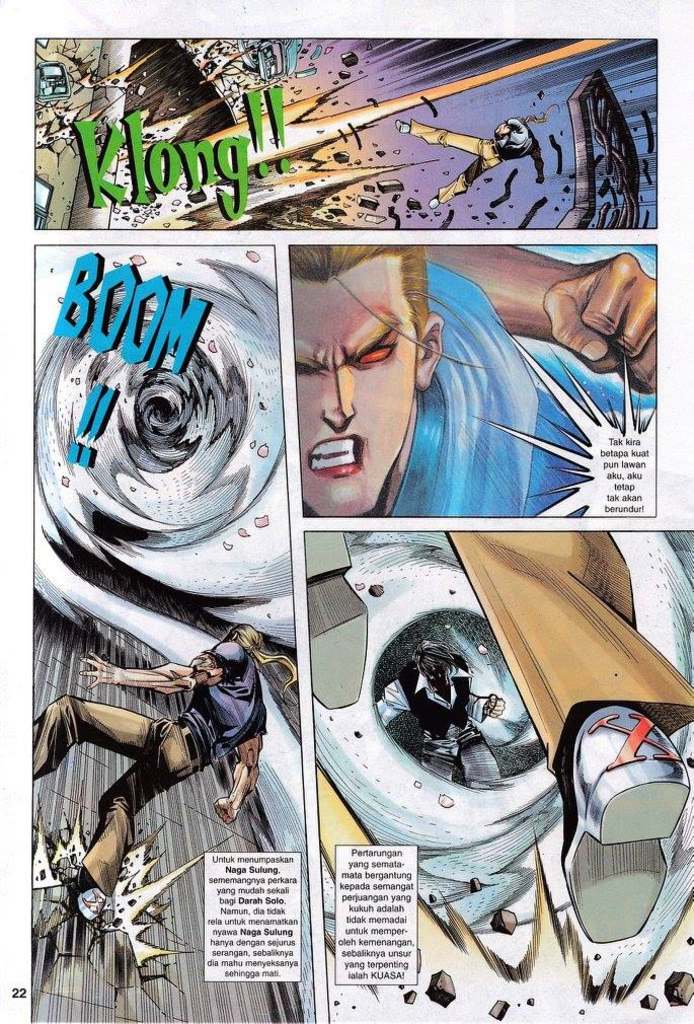 Klong!!
BOOM
!!
Tak kira
betapa kuat
pun lawan
aku, aku
tetap
tak akan
berundur!
Untuk menumpaskan
Naga Sulung,
sememangnya perkara
yang mudah sekali
bagi Darah Solo.
Namun, dia tidak
rela untuk menamatkan
nyawa Naga Sulung
hanya dengan sejurus
serangan, sebaliknya
dia mahu menyeksanya
sehingga mati.
Pertarungan
yang semata-
mata bergantung
kepada semangat
perjuangan yang
kukuh adalah
tidak memadai
untuk memper-
oleh kemenangan,
sebaliknya unsur
yang terpenting
ialah KUASA!
X
22